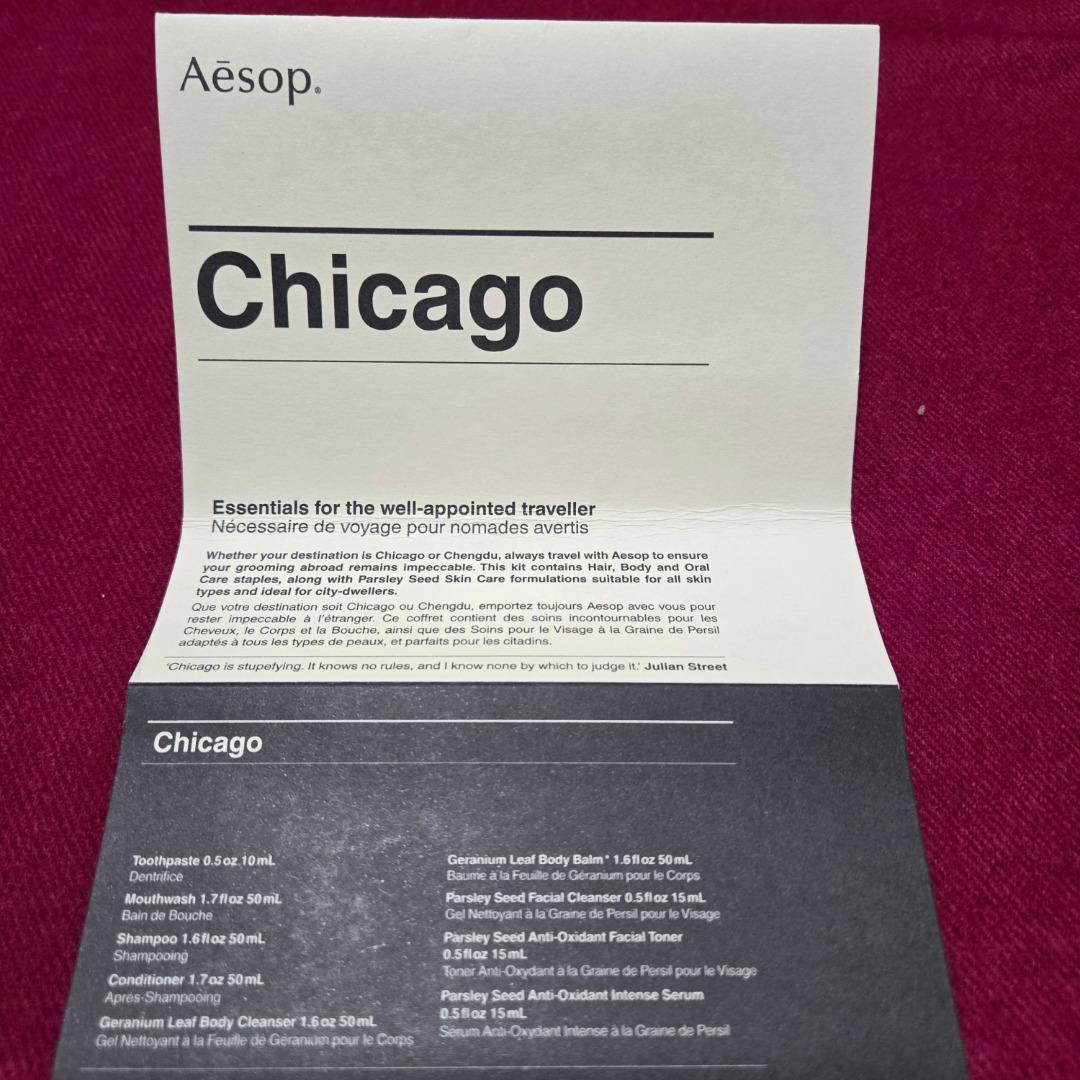 Aēsop®
Chicago
Essentials for the well-appointed traveller
Nécessaire de voyage pour nomades avertis
Whether your destination is Chicago or Chengdu, always travel with Aesop to ensure
your grooming abroad remains impeccable. This kit contains Hair, Body and Oral
Care staples, along with Parsley Seed Skin Care formulations suitable for all skin
types and ideal for city-dwellers.
Que votre destination soit Chicago ou Chengdu, emportez toujours Aesop avec vous pour
rester impeccable à l'étranger. Ce coffret contient des soins incontournables pour les
Cheveux, le Corps et la Bouche, ainsi que des Soins pour le Visage à la Graine de Persil
adaptés à tous les types de peaux, et parfaits pour les citadins.
'Chicago is stupefying. It knows no rules, and I know none by which to judge it.' Julian Street
Chicago
Toothpaste 0.5 oz 10 mL
Dentrifice
Mouthwash 1.7 fl oz 50 mL
Bain de Bouche
Shampoo 1.6 fl oz 50 mL
Shampooing
Conditioner 1.7 oz 50 mL
Après-Shampooing
Geranium Leaf Body Cleanser 1.6 oz 50 mL
Gel Nettoyant à la Feuille de Géranium pour le Corps
Geranium Leaf Body Balm* 1.6 fl oz 50 mL
Baume à la Feuille de Géranium pour le Corps
Parsley Seed Facial Cleanser 0.5 fl oz 15 mL
Gel Nettoyant à la Graine de Persil pour le Visage
Parsley Seed Anti-Oxidant Facial Toner
0.5 fl oz 15 mL
Toner Anti-Oxydant à la Graine de Persil pour le Visage
Parsley Seed Anti-Oxidant Intense Serum
0.5 fl oz 15 mL
Sérum Anti-Oxydant Intense à la Graine de Persil